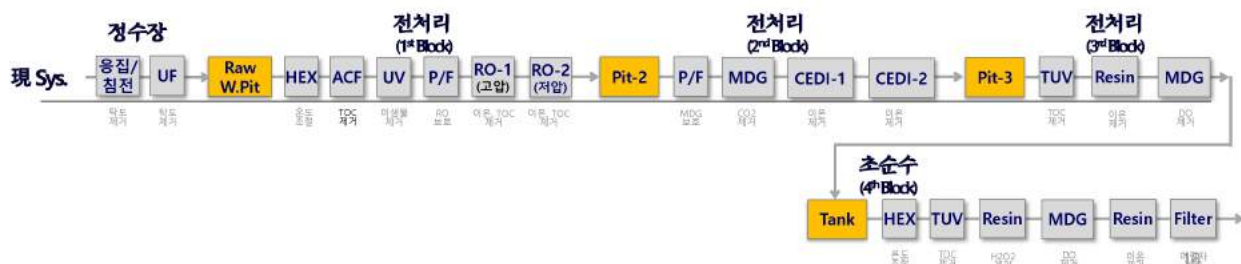 정수장
전처리
(1st Block)
전처리
(2nd Block)
전처리
(3rd Block)
現 Sys.
응집/
침전
UF
Raw
W.Pit
HEX
ACF
UV
P/F
RO-1
(고압)
RO-2
(저압)
Pit-2
P/F
MDG
CEDI-1
CEDI-2
Pit-3
TUV
Resin
MDG
탁도
제거
탁도
제거
온도
조절
TOC
제거
미생물
제거
RO
보호
이온, TOC
제거
이온, TOC
제거
MDG
보호
CO2
제거
이온
제거
이온
제거
TOC
제거
이온
제거
DO
제거
초순수
(4th Block)
Tank
HEX
TUV
Resin
MDG
Resin
Filter
온도
TOC
H2O2
DO
이온